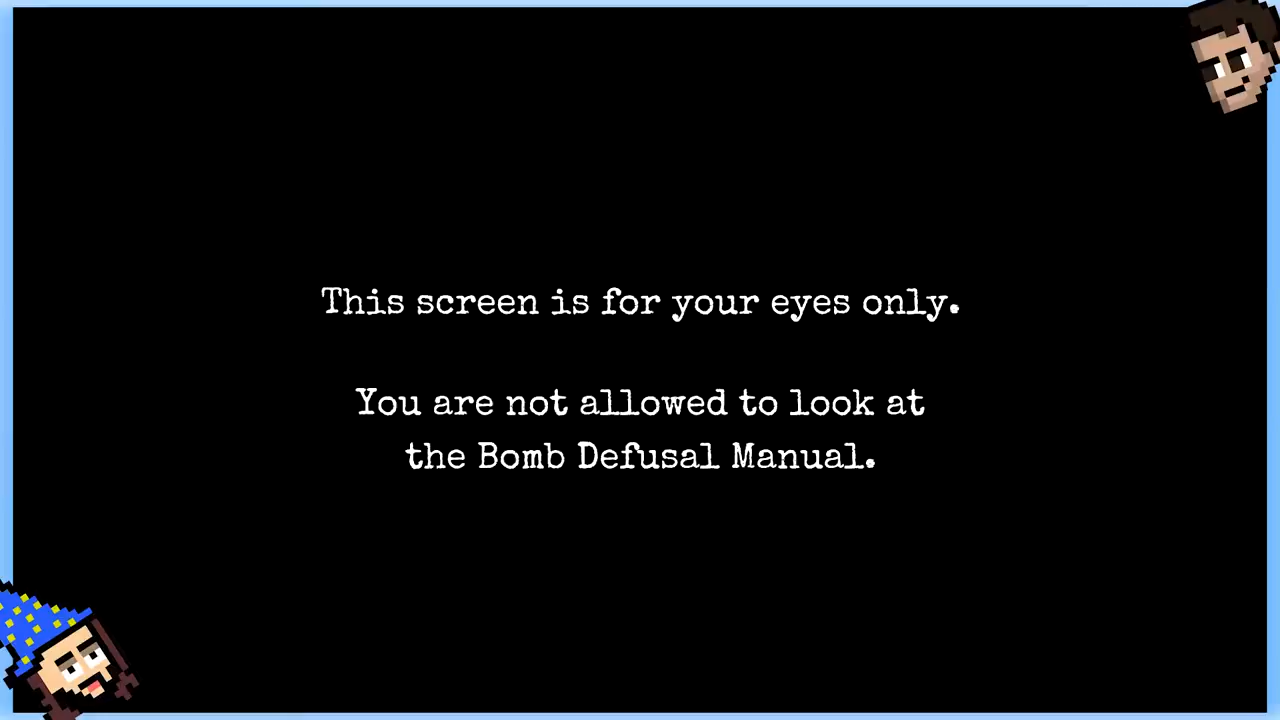 This screen is for your eyes only.
You are not allowed to look at
the Bomb Defusal Manual.